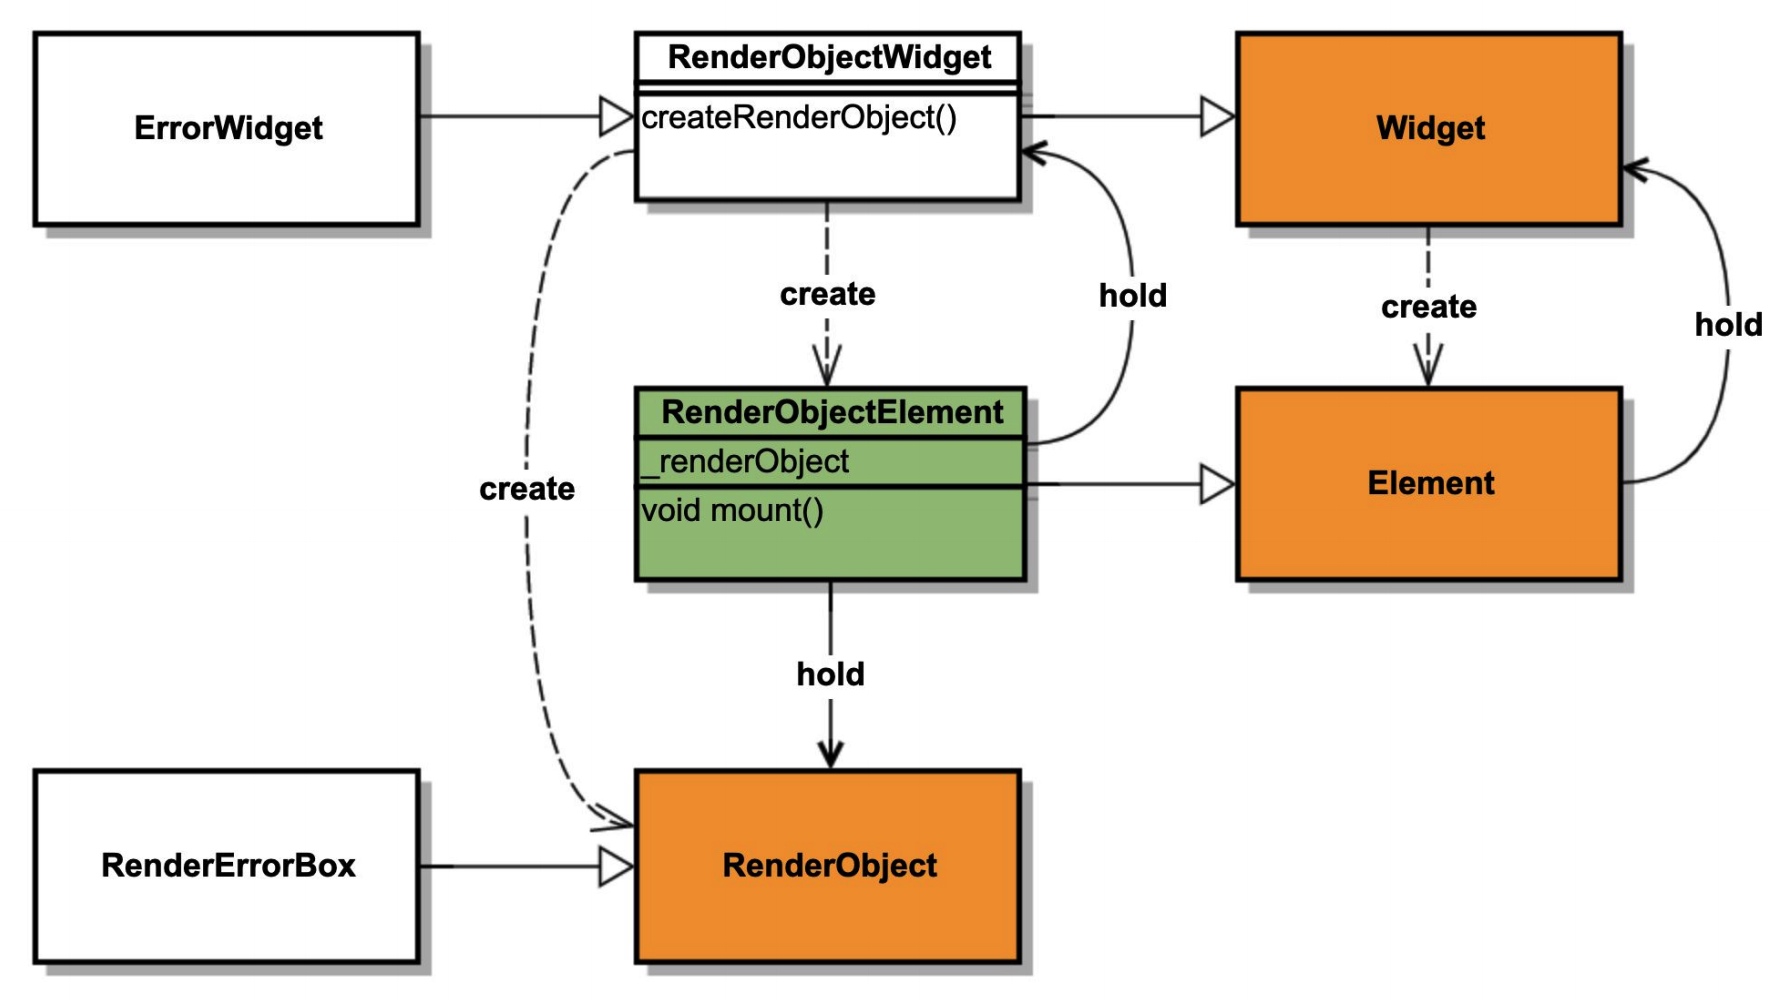 ErrorWidget
RenderObjectWidget
createRenderObject()
Widget
create
hold
create
hold
RenderObjectElement
_renderObject
void mount()
Element
create
hold
RenderErrorBox
RenderObject